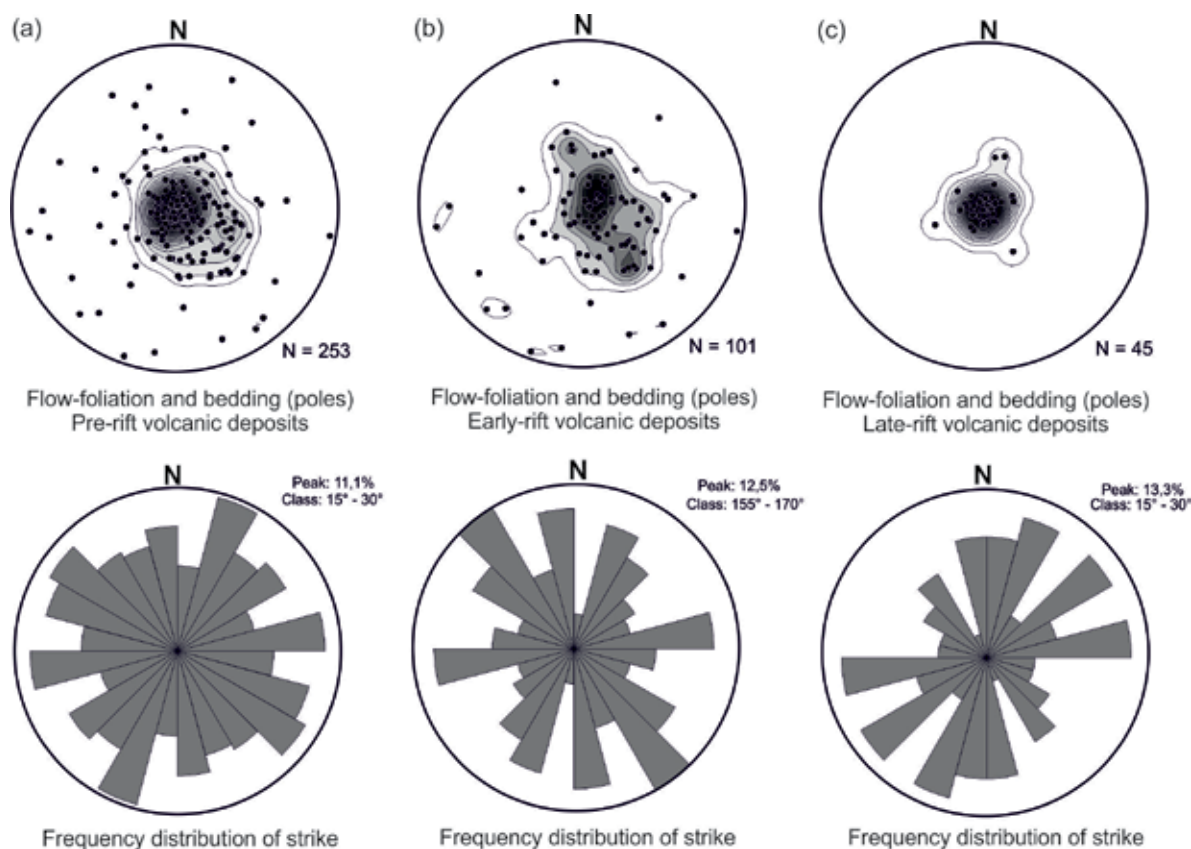 (a)
N
N = 253
Flow-foliation and bedding (poles)
Pre-rift volcanic deposits
(b)
N
N = 101
Flow-foliation and bedding (poles)
Early-rift volcanic deposits
(c)
N
N = 45
Flow-foliation and bedding (poles)
Late-rift volcanic deposits
N
Peak: 11,1%
Class: 15° - 30°
Frequency distribution of strike
N
Peak: 12,5%
Class: 155° - 170°
Frequency distribution of strike
N
Peak: 13,3%
Class: 15° - 30°
Frequency distribution of strike